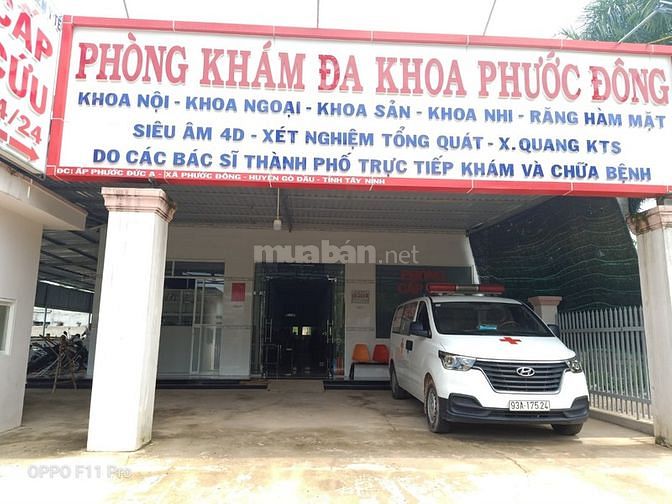 CẤP
CỨU
24/24
PHÒNG KHÁM ĐA KHOA PHƯỚC ĐÔNG
KHOA NỘI - KHOA NGOẠI - KHOA SẢN - KHOA NHI - RĂNG HÀM MẶT
SIÊU ÂM 4D - XÉT NGHIỆM TỔNG QUÁT - X.QUANG KTS
DO CÁC BÁC SĨ THÀNH PHỐ TRỰC TIẾP KHÁM VÀ CHỮA BỆNH
ĐC: ẤP PHƯỚC ĐỨC A - XÃ PHƯỚC ĐÔNG - HUYỆN GÒ DẦU - TỈNH TÂY NINH
muaban.net
PHÒNG
CẤP
93A-175.24
OPPO F11 Pro